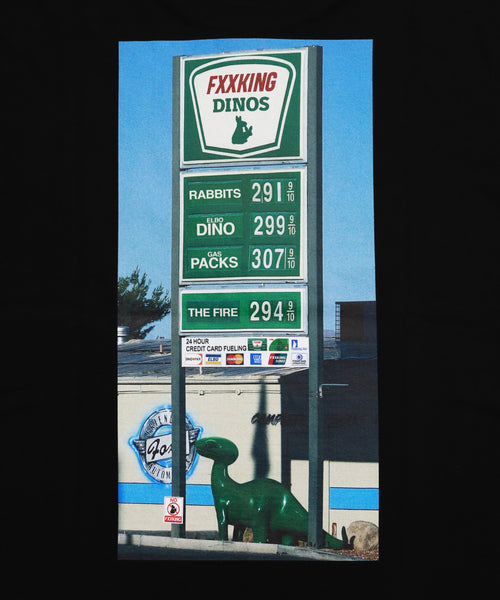 FXXKING
DINOS
RABBITS 291 9/10
ELBO
DINO 299 9/10
GAS
PACKS 307 9/10
THE FIRE 294 9/10
24 HOUR
CREDIT CARD FUELING
NO
FXXKING